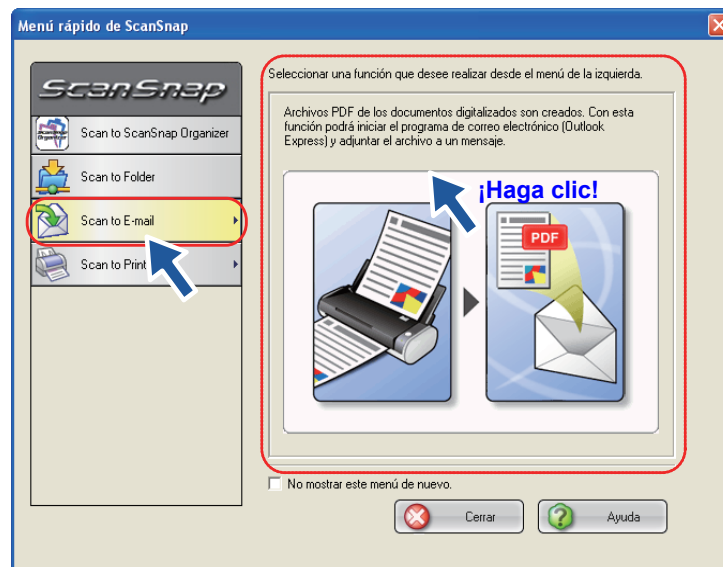 Menú rápido de ScanSnap
ScanSnap
Scan to ScanSnap Organizer
Scan to Folder
Scan to E-mail
Scan to Print
Seleccionar una función que desee realizar desde el menú de la izquierda.
Archivos PDF de los documentos digitalizados son creados. Con esta
función podrá iniciar el programa de correo electrónico (Outlook
Express) y adjuntar el archivo a un mensaje.
¡Haga clic!
PDF
No mostrar este menú de nuevo.
Cerrar
Ayuda